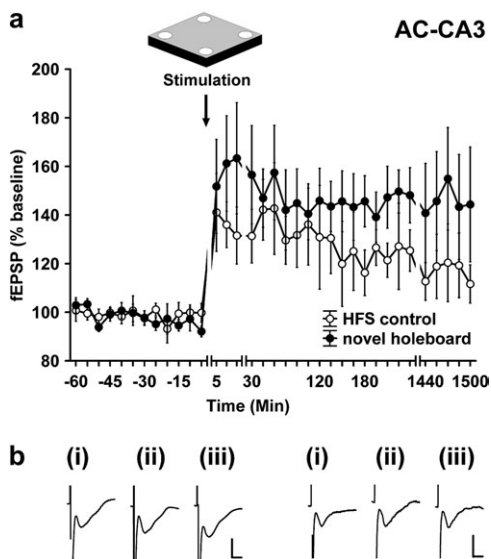 a
AC-CA3
Stimulation
200
180
160
140
120
100
80
fEPSP (% baseline)
HFS control
novel holeboard
-60 -45 -30 -15 5 30 120 180 1440 1500
Time (Min)
b
(i) (ii) (iii) (i) (ii) (iii)